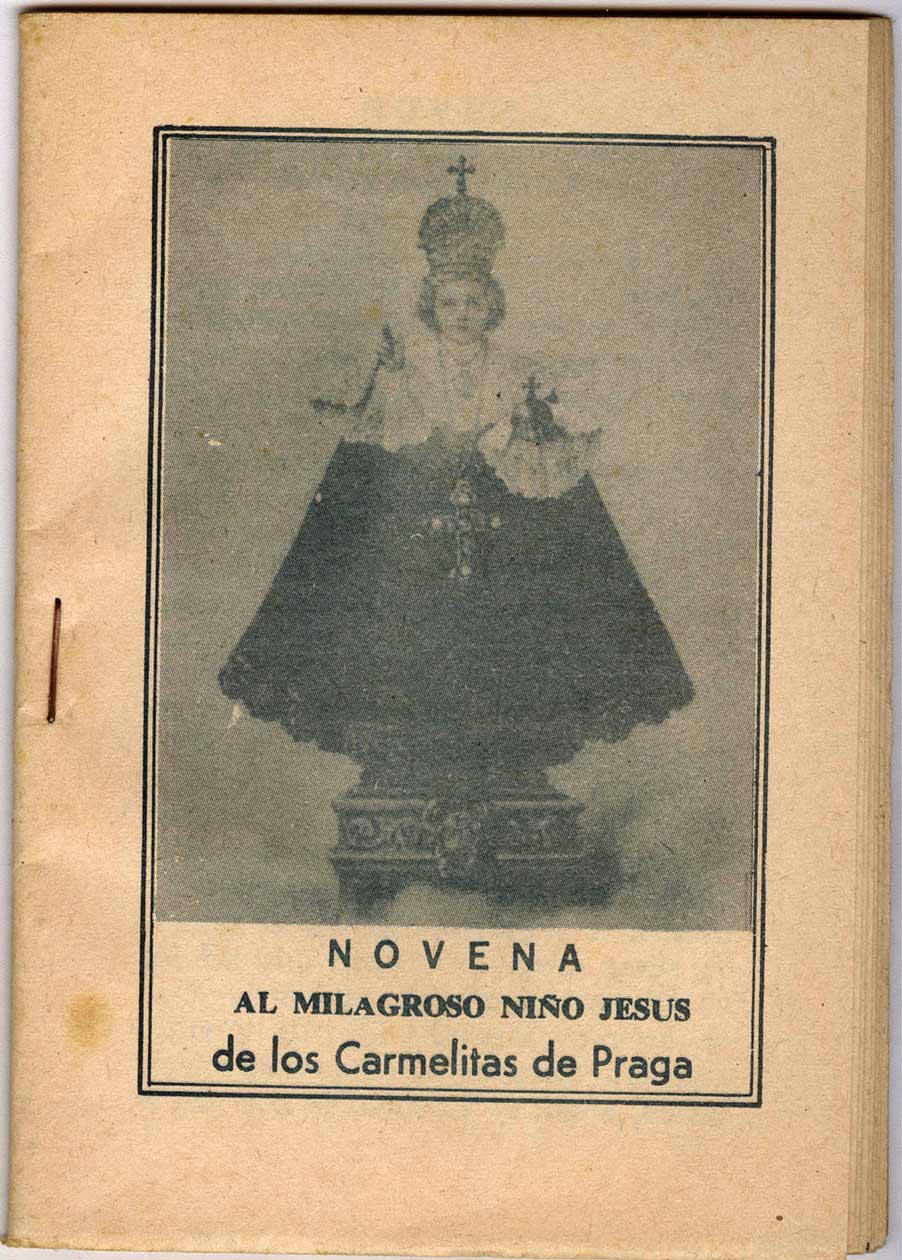 NOVENA
AL MILAGROSO NIÑO JESUS
de los Carmelitas de Praga